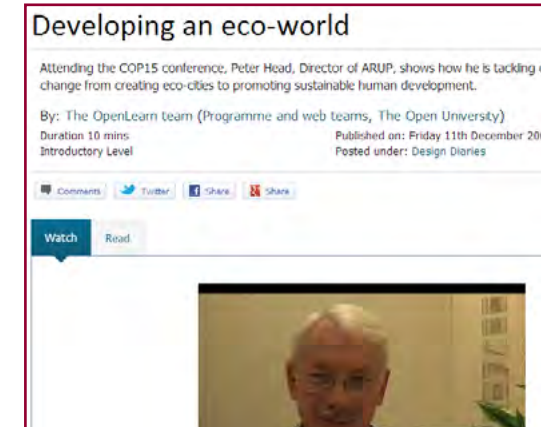 Developing an eco-world
Attending the COP15 conference, Peter Head, Director of ARUP, shows how he is tackling
change from creating eco-cities to promoting sustainable human development.
By: The OpenLearn team (Programme and web teams, The Open University)
Duration 10 mins
Published on: Friday 11th December 20
Introductory Level
Posted under: Design Diaries
Comments Twitter Share Share
Watch Read